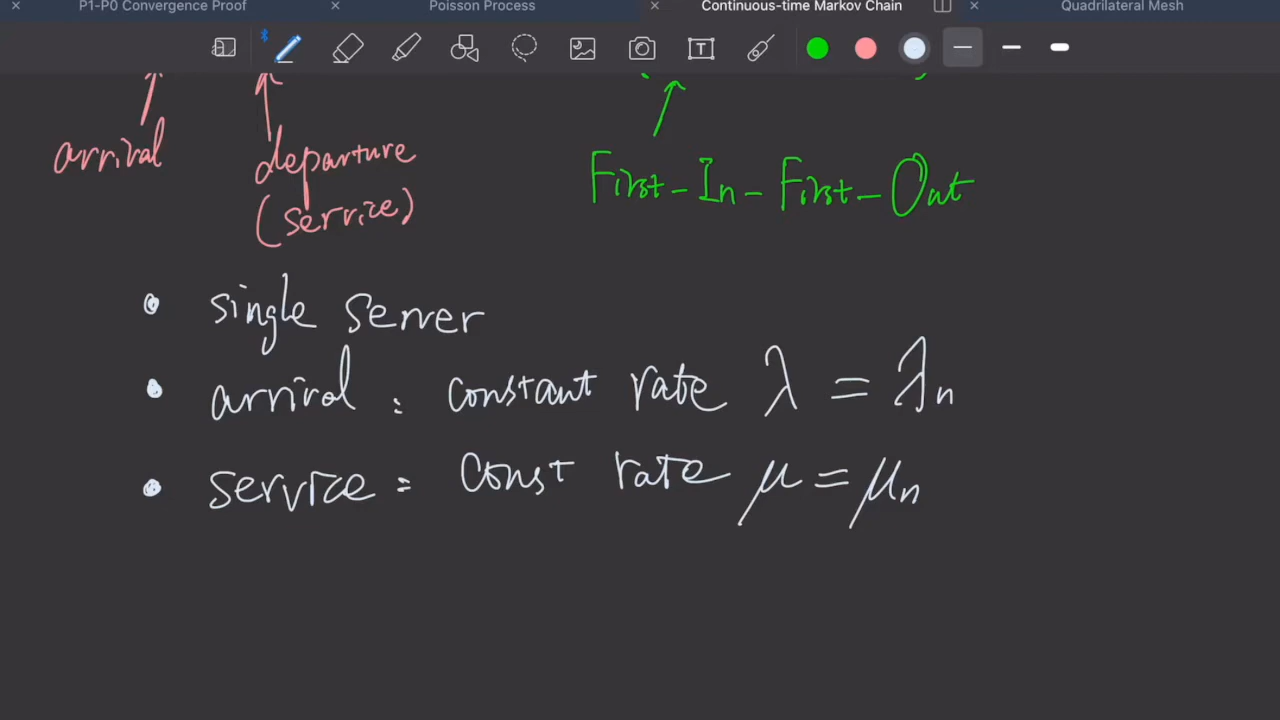 P1-P0 Convergence Proof Poisson Process Continuous-time Markov Chain Quadrilateral Mesh
arrival
departure
(service)
First-In-First-Out
• single server
• arrival : constant rate λ = λn
• service : const rate μ = μn